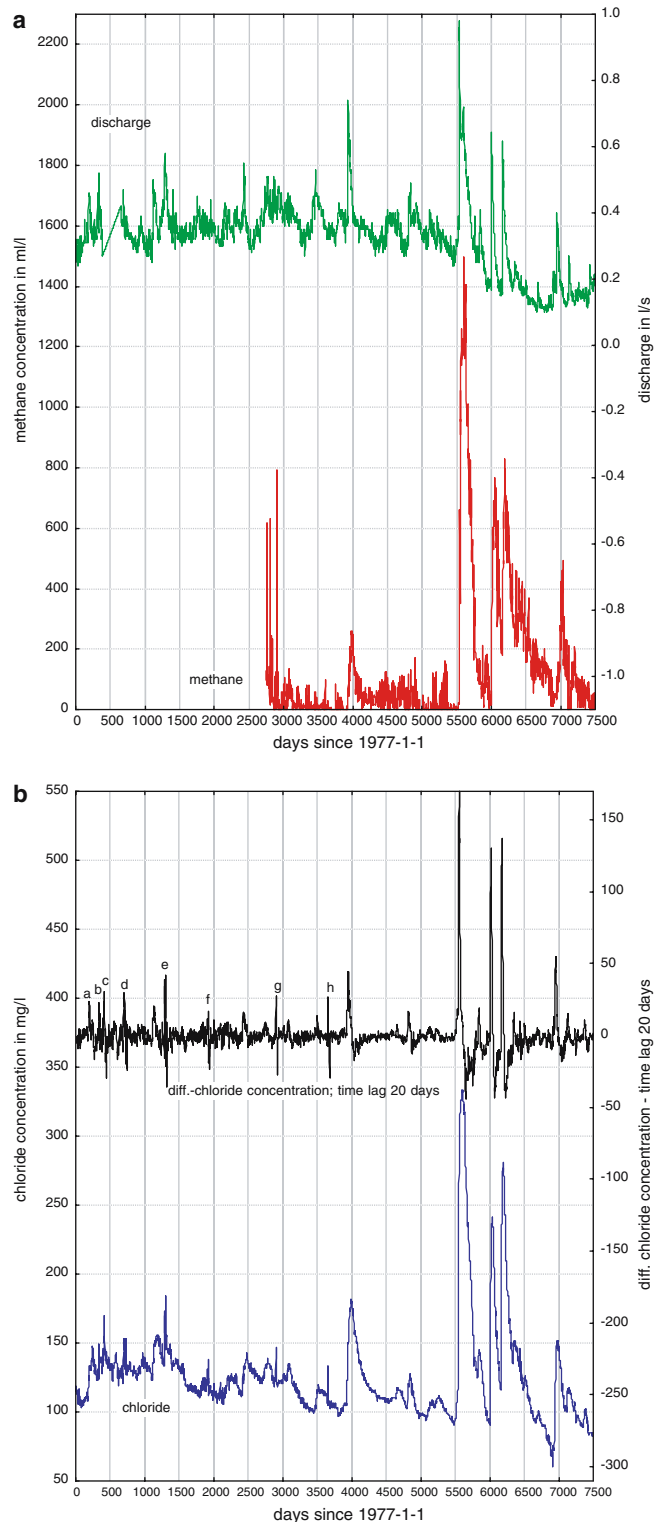 a
2200
2000
1800
1600
1400
1200
1000
800
600
400
200
0
methane concentration in ml/l
discharge
methane
1.0
0.8
0.6
0.4
0.2
0.0
-0.2
-0.4
-0.6
-0.8
-1.0
discharge in l/s
0 500 1000 1500 2000 2500 3000 3500 4000 4500 5000 5500 6000 6500 7000 7500
days since 1977-1-1
b
550
500
450
400
350
300
250
200
150
100
50
chloride concentration in mg/l
a b c d e f g h
diff.-chloride concentration; time lag 20 days
chloride
150
100
50
0
-50
-100
-150
-200
-250
-300
diff. chloride concentration - time lag 20 days
0 500 1000 1500 2000 2500 3000 3500 4000 4500 5000 5500 6000 6500 7000 7500
days since 1977-1-1